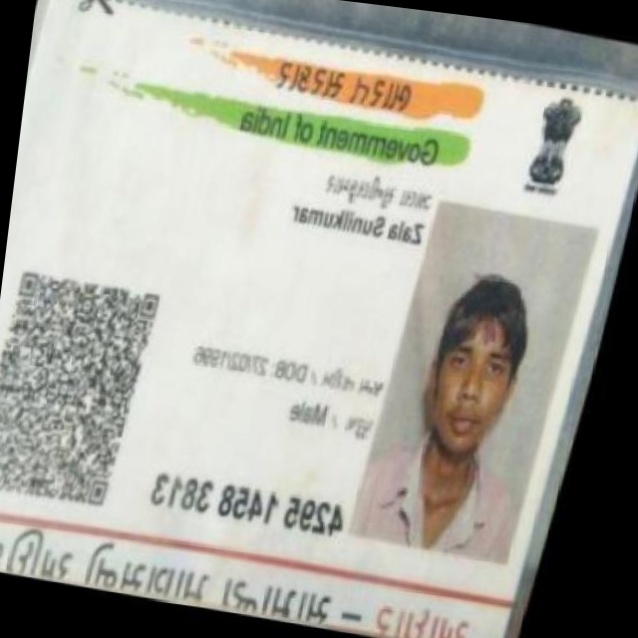 ભારત સરકાર
Government of India
ઝાલા સુનીલકુમાર
Zala Sunilkumar
જન્મ તારીખ / DOB: 27/02/1996
પુરુષ / Male
4295 1458 3813
આધાર – સામાન્ય માણસનો